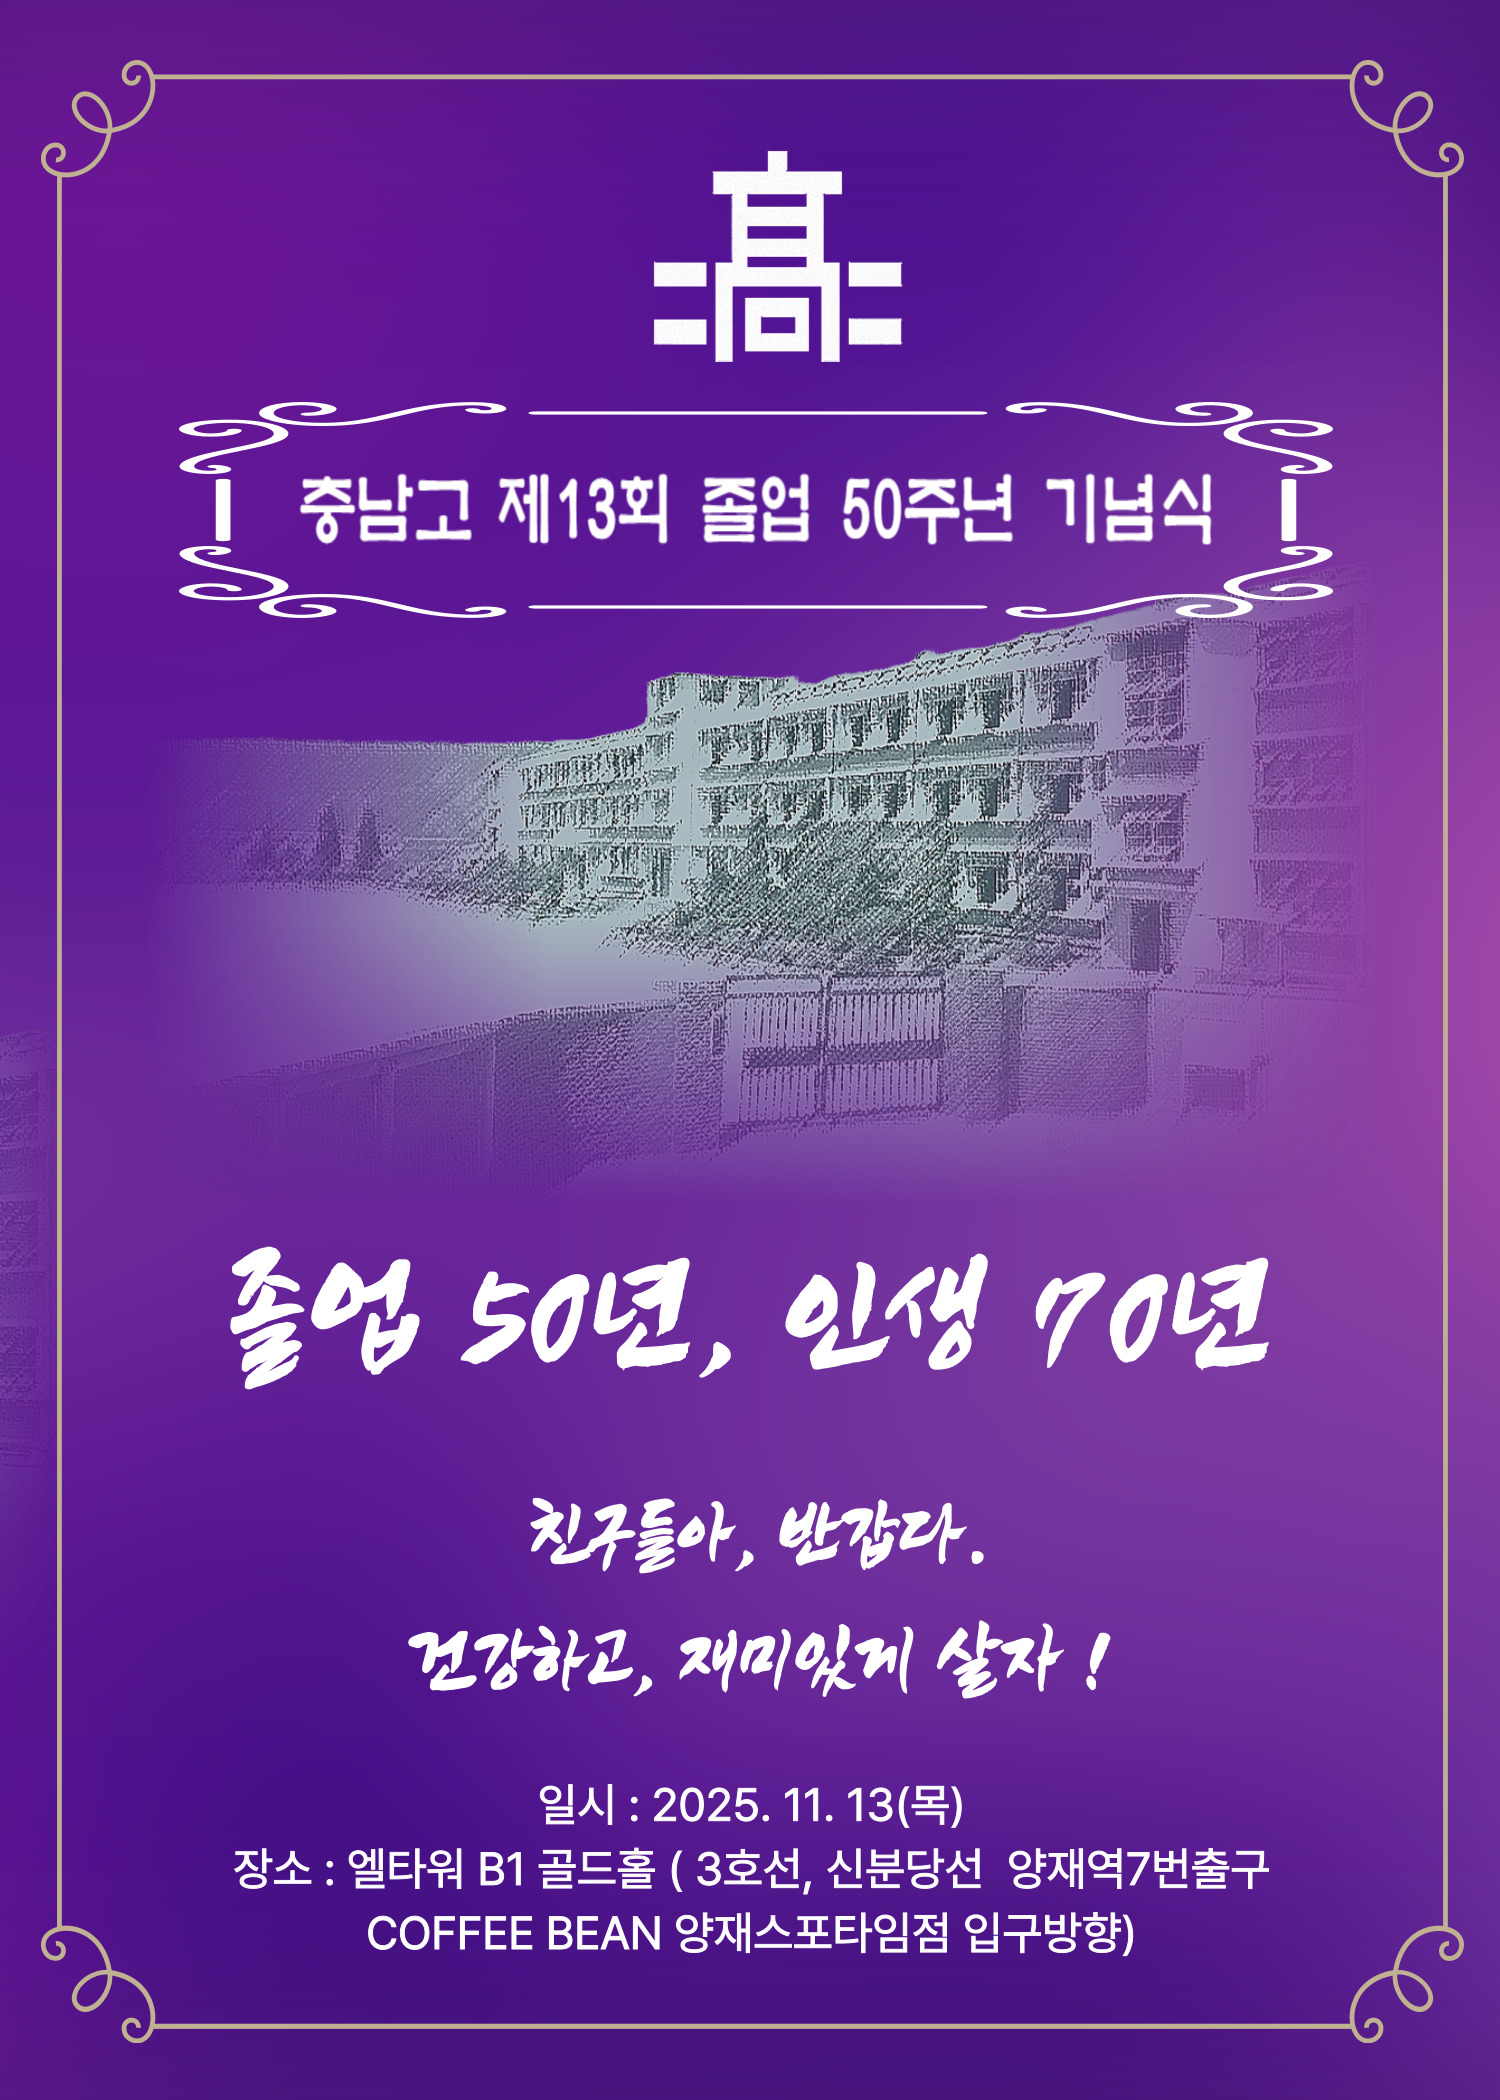 高
충남고 제13회 졸업 50주년 기념식
졸업 50년, 인생 70년
친구들아, 반갑다.
건강하고, 재미있게 살자 !
일시 : 2025. 11. 13(목)
장소 : 엘타워 B1 골드홀 ( 3호선, 신분당선 양재역7번출구
COFFEE BEAN 양재스포타임점 입구방향)